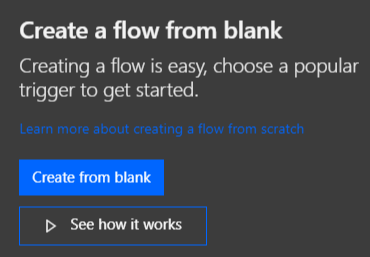 Create a flow from blank
Creating a flow is easy, choose a popular
trigger to get started.
Learn more about creating a flow from scratch
Create from blank
See how it works